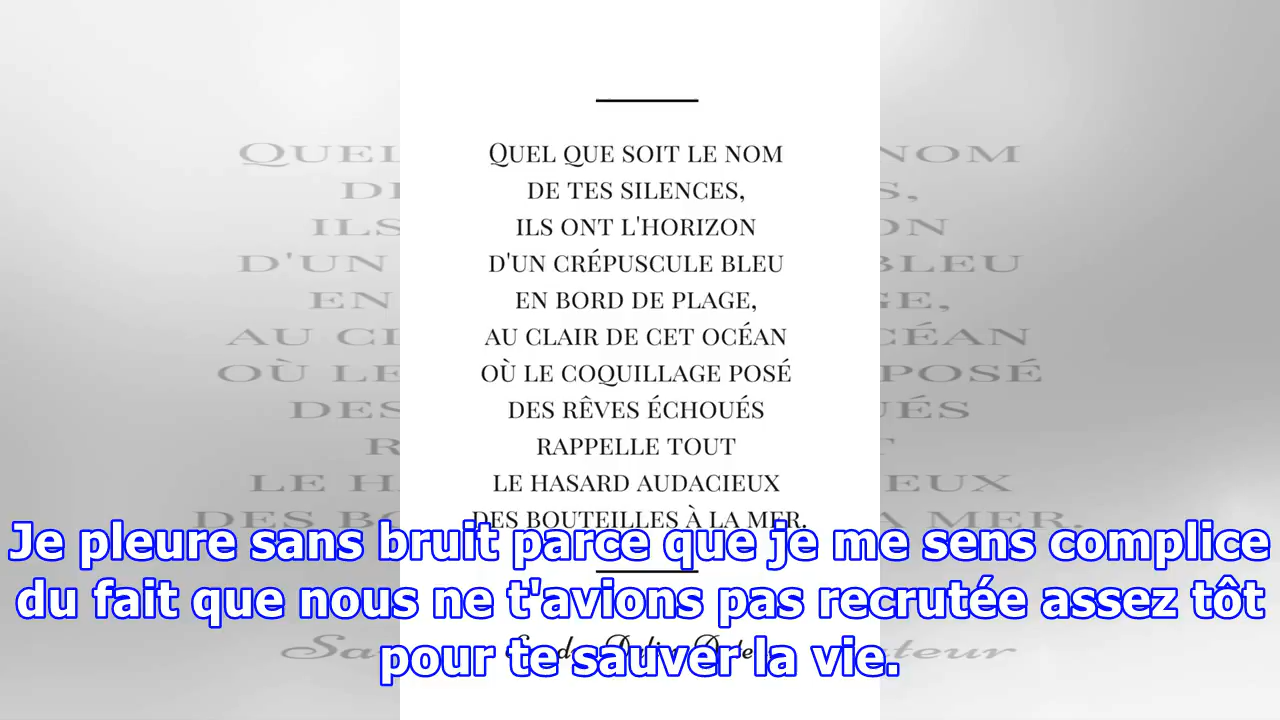 Quel que soit le nom
de tes silences,
ils ont l'horizon
d'un crépuscule bleu
en bord de plage,
au clair de cet océan
où le coquillage posé
des rêves échoués
rappelle tout
le hasard audacieux
des bouteilles à la mer.
Je pleure sans bruit parce que je me sens complice
du fait que nous ne t'avions pas recrutée assez tôt
pour te sauver la vie.